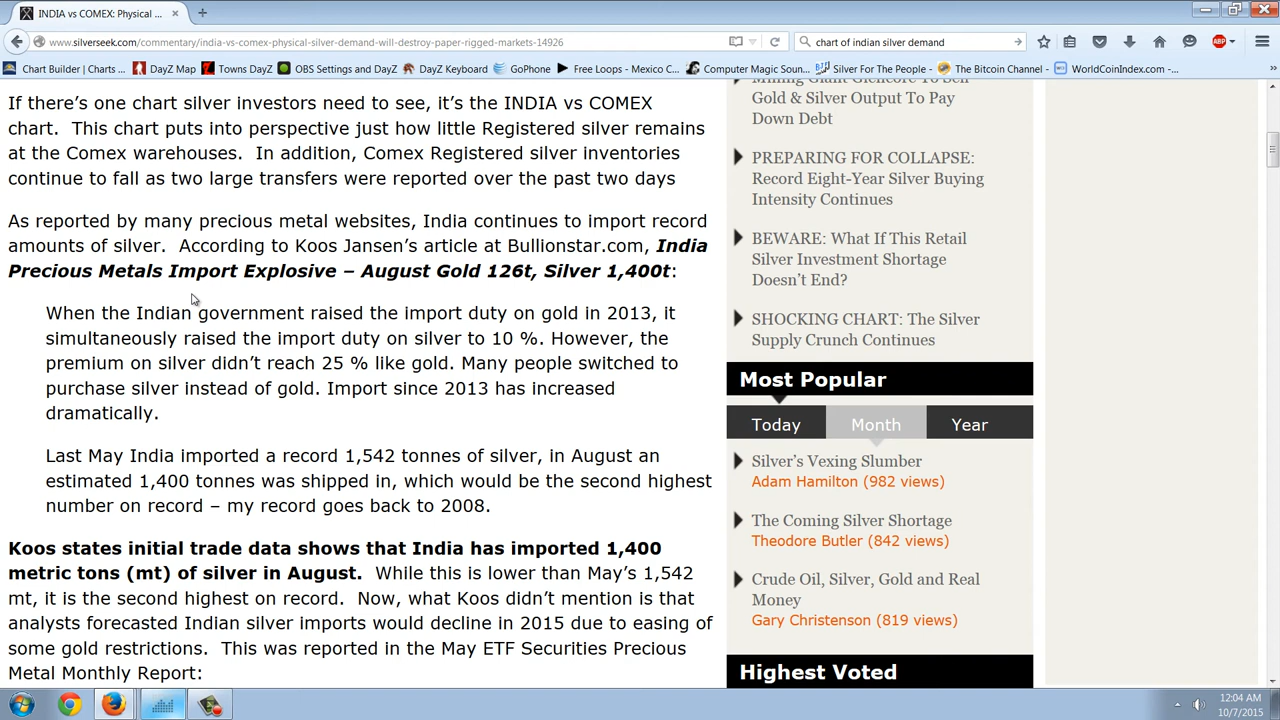 INDIA vs COMEX: Physical ...
www.silverseek.com/commentary/india-vs-comex-physical-silver-demand-will-destroy-paper-rigged-markets-14926
chart of indian silver demand
ABP
Chart Builder | Charts ...
DayZ Map
Towns DayZ
OBS Settings and DayZ
DayZ Keyboard
GoPhone
Free Loops - Mexico C...
Computer Magic Soun...
Silver For The People - ...
The Bitcoin Channel - ...
WorldCoinIndex.com - ...
If there's one chart silver investors need to see, it's the INDIA vs COMEX
chart.  This chart puts into perspective just how little Registered silver remains
at the Comex warehouses.  In addition, Comex Registered silver inventories
continue to fall as two large transfers were reported over the past two days
As reported by many precious metal websites, India continues to import record
amounts of silver.  According to Koos Jansen's article at Bullionstar.com, India
Precious Metals Import Explosive – August Gold 126t, Silver 1,400t:
When the Indian government raised the import duty on gold in 2013, it
simultaneously raised the import duty on silver to 10 %. However, the
premium on silver didn't reach 25 % like gold. Many people switched to
purchase silver instead of gold. Import since 2013 has increased
dramatically.
Last May India imported a record 1,542 tonnes of silver, in August an
estimated 1,400 tonnes was shipped in, which would be the second highest
number on record – my record goes back to 2008.
Koos states initial trade data shows that India has imported 1,400
metric tons (mt) of silver in August.  While this is lower than May's 1,542
mt, it is the second highest on record.  Now, what Koos didn't mention is that
analysts forecasted Indian silver imports would decline in 2015 due to easing of
some gold restrictions.  This was reported in the May ETF Securities Precious
Metal Monthly Report:
Mining Giant Glencore To Sell
Gold & Silver Output To Pay
Down Debt
PREPARING FOR COLLAPSE:
Record Eight-Year Silver Buying
Intensity Continues
BEWARE: What If This Retail
Silver Investment Shortage
Doesn't End?
SHOCKING CHART: The Silver
Supply Crunch Continues
Most Popular
Today
Month
Year
Silver's Vexing Slumber
Adam Hamilton (982 views)
The Coming Silver Shortage
Theodore Butler (842 views)
Crude Oil, Silver, Gold and Real
Money
Gary Christenson (819 views)
Highest Voted
12:04 AM
10/7/2015